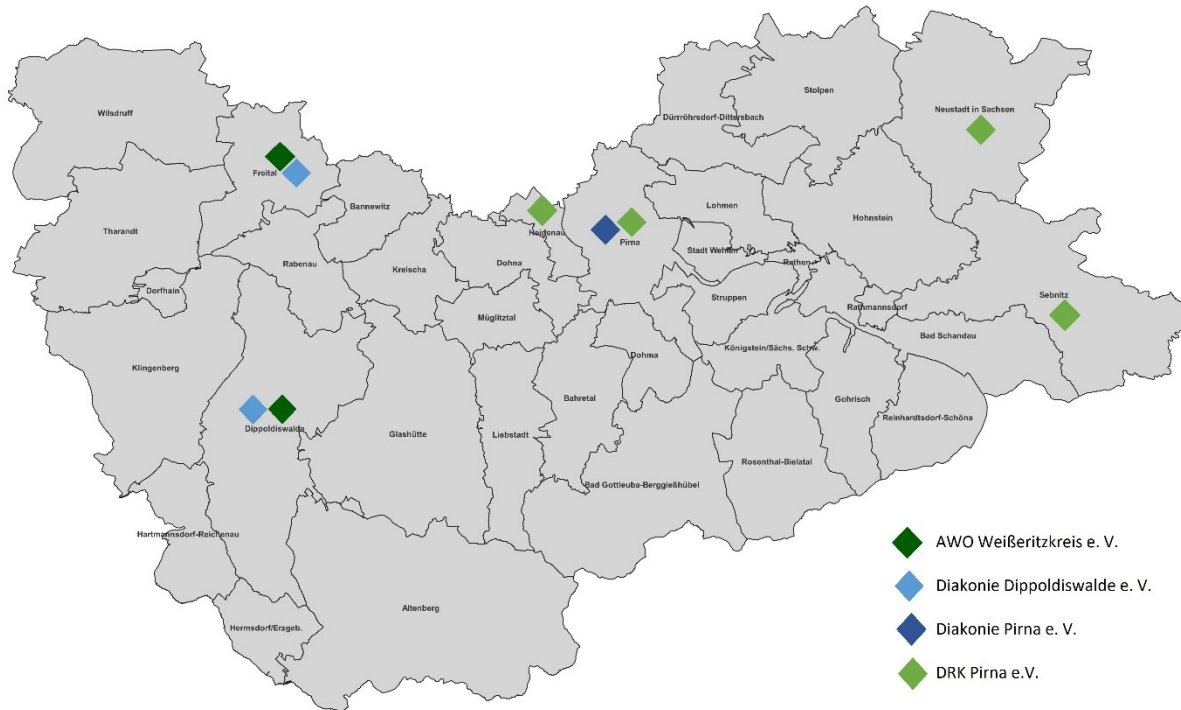 Wilsdruff
Stolpen
Neustadt in Sachsen
Dürrröhrsdorf-Dittersbach
Freital
Bannewitz
Lohmen
Hohnstein
Tharandt
Heidenau
Pirna
Stadt Wehlen
Rabenau
Kreischa
Dohna
Rathen
Dorfhain
Struppen
Sebnitz
Rathmannsdorf
Müglitztal
Bad Schandau
Königstein/Sächs. Schw.
Dohma
Klingenberg
Bahretal
Gohrisch
Reinhardtsdorf-Schöna
Dippoldiswalde
Glashütte
Liebstadt
Rosenthal-Bielatal
Bad Gottleuba-Berggießhübel
Hartmannsdorf-Reichenau
Altenberg
Hermsdorf/Erzgeb.
AWO Weißeritzkreis e. V.
Diakonie Dippoldiswalde e. V.
Diakonie Pirna e. V.
DRK Pirna e.V.